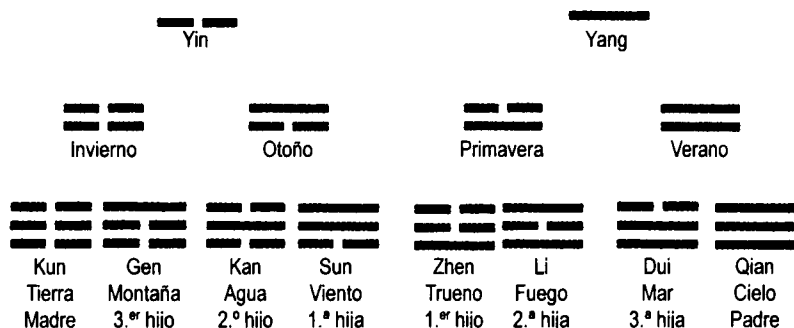 Yin Yang
Invierno Otoño Primavera Verano
Kun Gen Kan Sun Zhen Li Dui Qian
Tierra Montaña Agua Viento Trueno Fuego Mar Cielo
Madre 3.er hijo 2.º hijo 1.ª hija 1.er hijo 2.ª hija 3.ª hija Padre